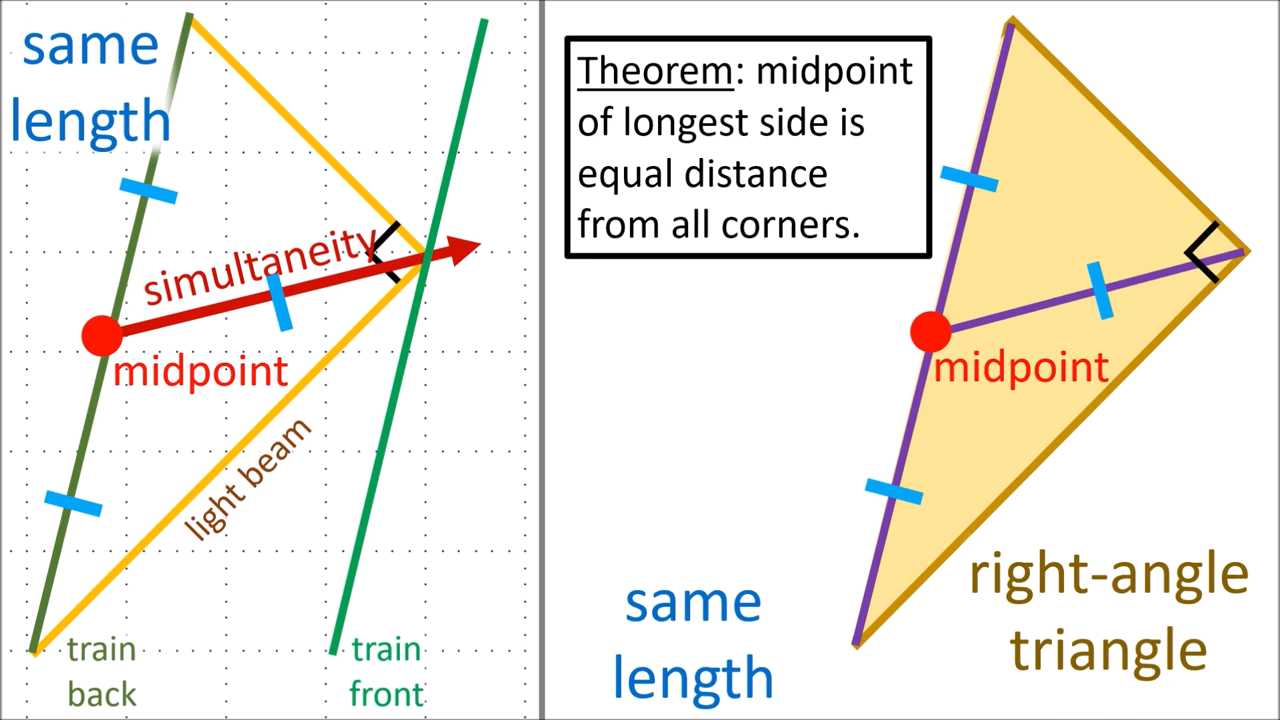 same
length
simultaneity
midpoint
light beam
train
back
train
front
Theorem: midpoint
of longest side is
equal distance
from all corners.
midpoint
same
length
right-angle
triangle